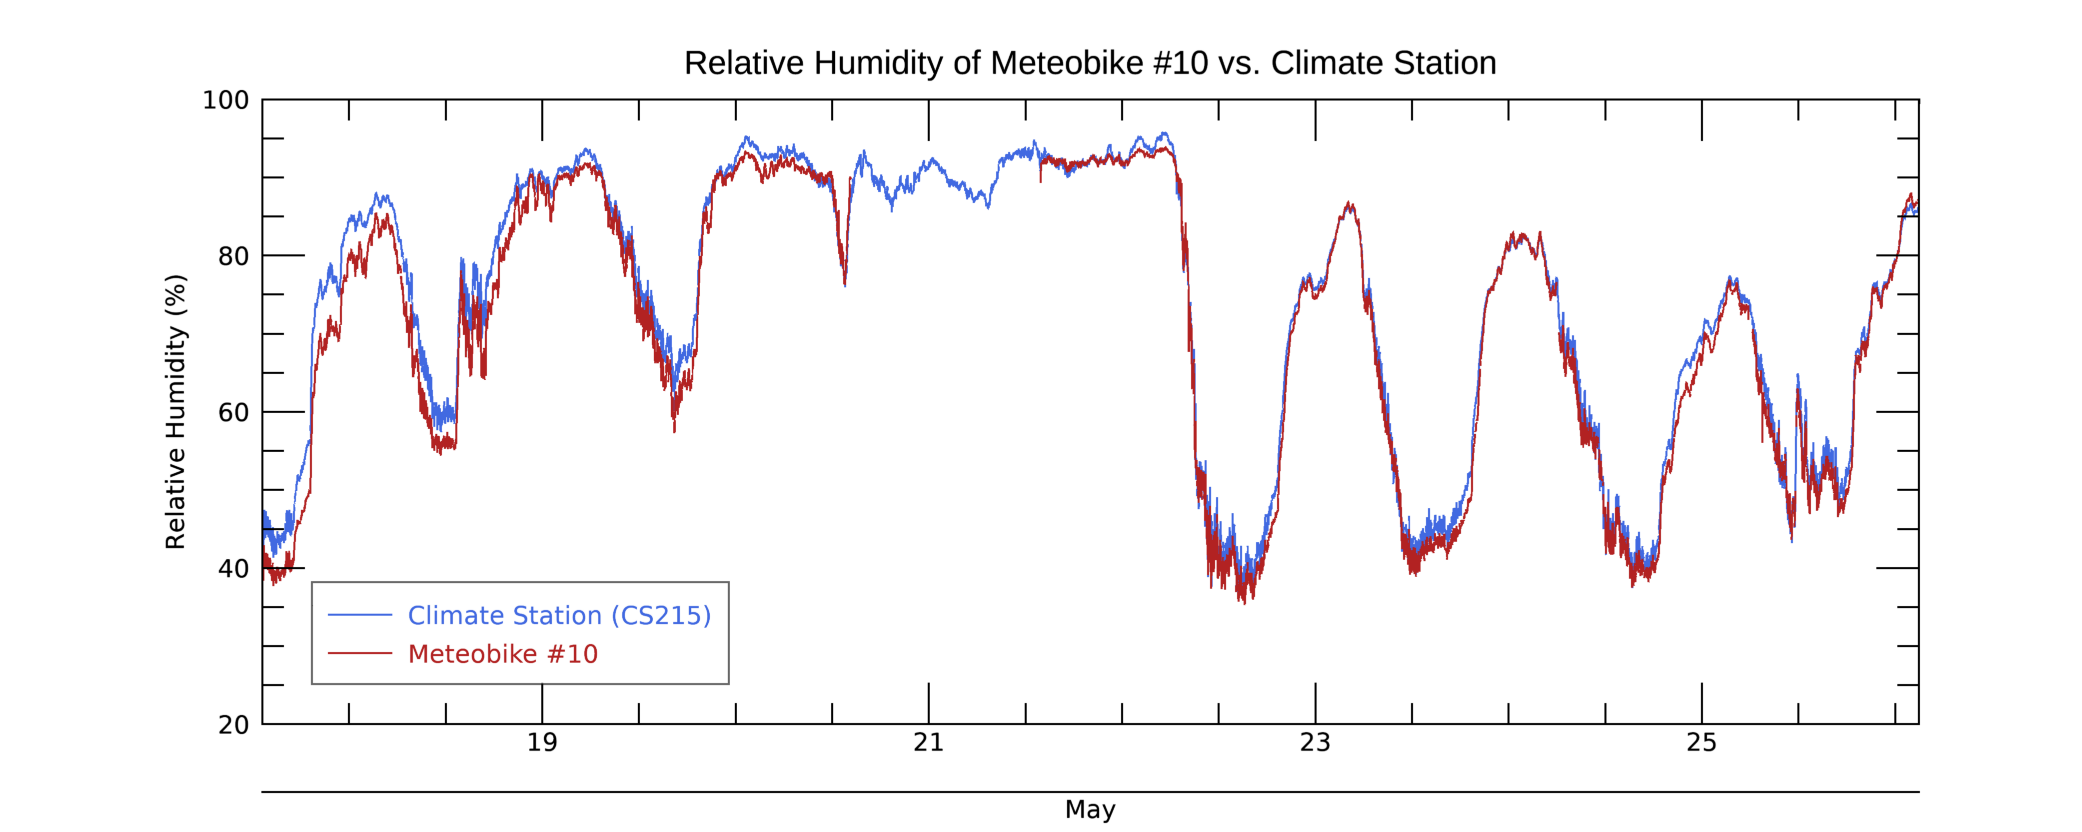 Relative Humidity of Meteobike #10 vs. Climate Station
Relative Humidity (%)
100
80
60
40
20
Climate Station (CS215)
Meteobike #10
19
21
23
25
May